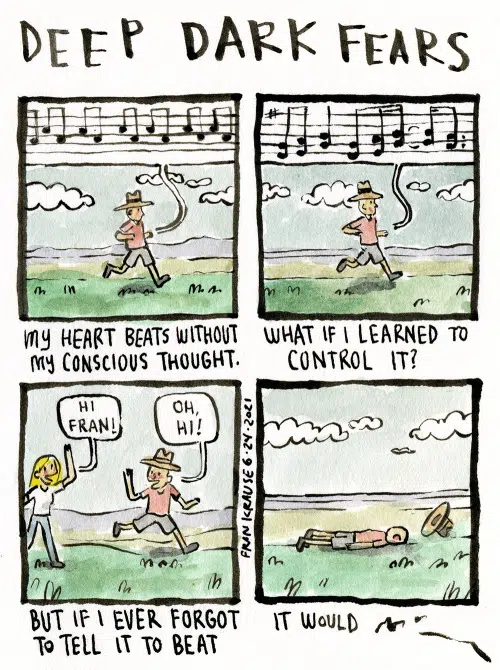 DEEP DARK FEARS
MY HEART BEATS WITHOUT
MY CONSCIOUS THOUGHT.
WHAT IF I LEARNED TO
CONTROL IT?
HI
FRAN!
OH,
HI!
BUT IF I EVER FORGOT
TO TELL IT TO BEAT
FRAN KRAUSE 6·24·2021
IT WOULD